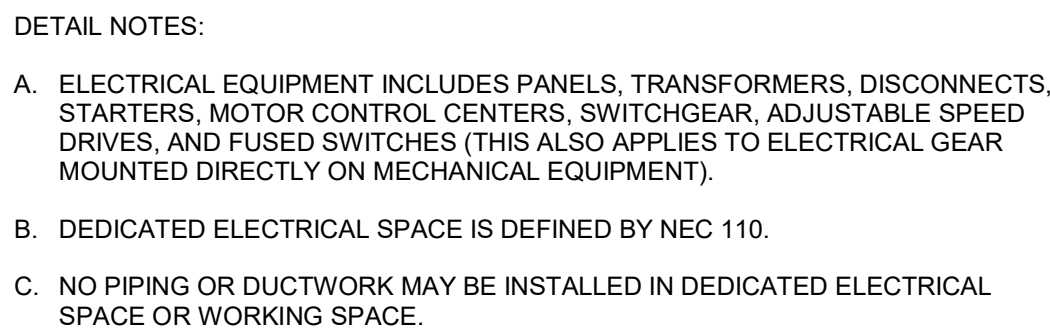 DETAIL NOTES:
A. ELECTRICAL EQUIPMENT INCLUDES PANELS, TRANSFORMERS, DISCONNECTS,
STARTERS, MOTOR CONTROL CENTERS, SWITCHGEAR, ADJUSTABLE SPEED
DRIVES, AND FUSED SWITCHES (THIS ALSO APPLIES TO ELECTRICAL GEAR
MOUNTED DIRECTLY ON MECHANICAL EQUIPMENT).
B. DEDICATED ELECTRICAL SPACE IS DEFINED BY NEC 110.
C. NO PIPING OR DUCTWORK MAY BE INSTALLED IN DEDICATED ELECTRICAL
SPACE OR WORKING SPACE.